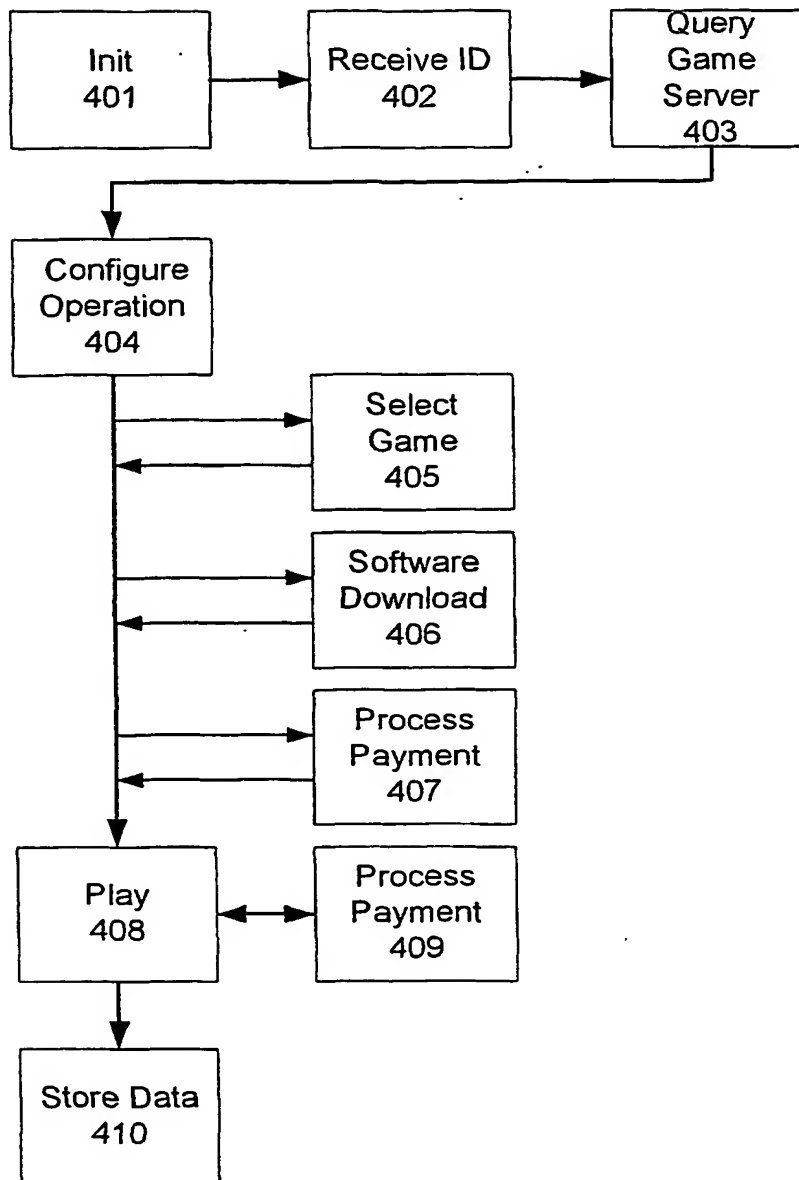 Init
401
Receive ID
402
Query
Game
Server
403
Configure
Operation
404
Select
Game
405
Software
Download
406
Process
Payment
407
Play
408
Process
Payment
409
Store Data
410